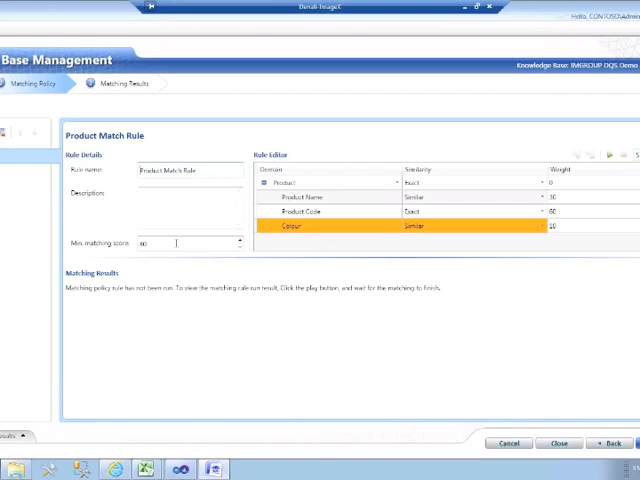 Denali-ImageX
Hello, CONTOSO\Admin
Base Management
Knowledge Base: IMGROUP DQS Demo
Matching Policy
Matching Results
Product Match Rule
Rule Details
Rule Editor
Rule name:
Product Match Rule
Domain
Similarity
Weight
Product
Exact
0
Description:
Product Name
Similar
30
Product Code
Exact
60
Colour
Similar
10
Min. matching score:
80
Matching Results
Matching policy rule has not been run. To view the matching rule run result, Click the play button, and wait for the matching to finish.
Cancel
Close
Back